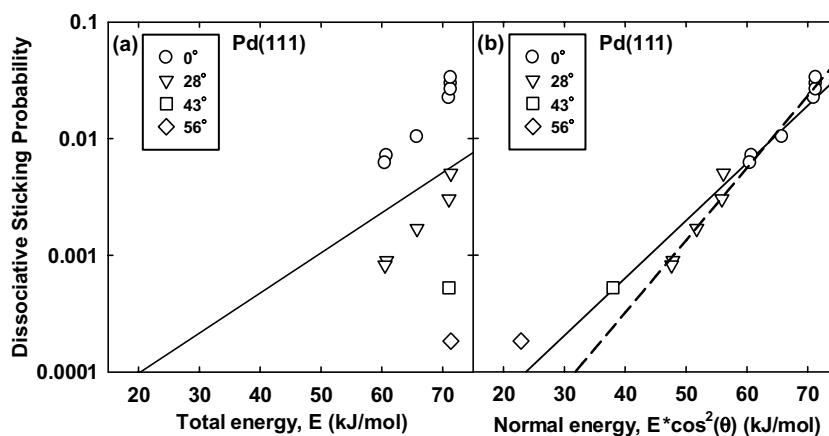 (a) Pd(111)
0°
28°
43°
56°
(b) Pd(111)
0°
28°
43°
56°
Dissociative Sticking Probability
0.1
0.01
0.001
0.0001
20 30 40 50 60 70
Total energy, E (kJ/mol)
20 30 40 50 60 70
Normal energy, E*cos²(θ) (kJ/mol)